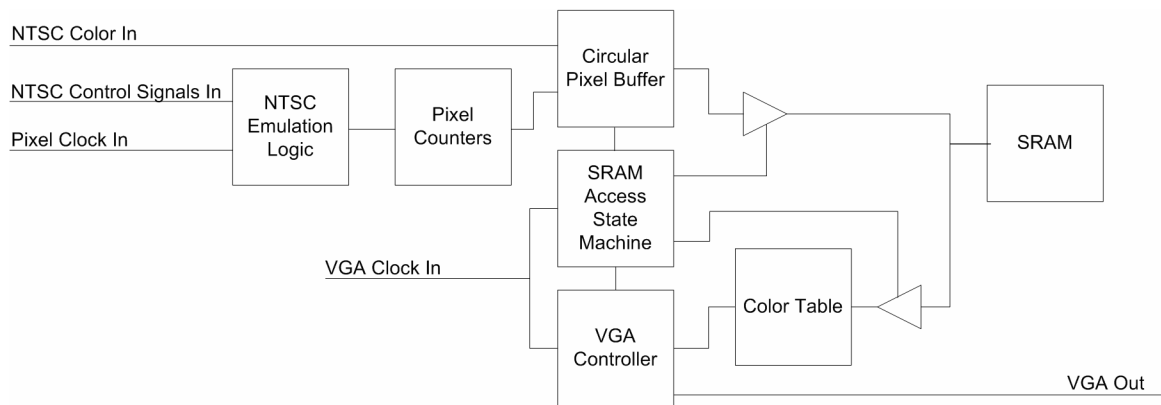 NTSC Color In
NTSC Control Signals In
Pixel Clock In
NTSC
Emulation
Logic
Pixel
Counters
Circular
Pixel Buffer
SRAM
SRAM
Access
State
Machine
VGA Clock In
Color Table
VGA
Controller
VGA Out